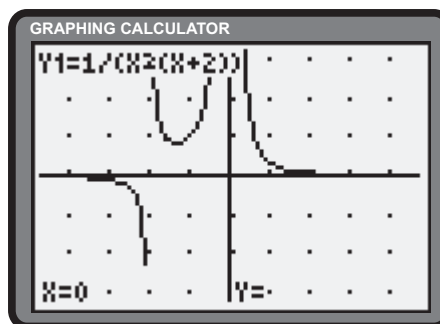 GRAPHING CALCULATOR
Y1=1/(X²(X+2))
X=0 Y=